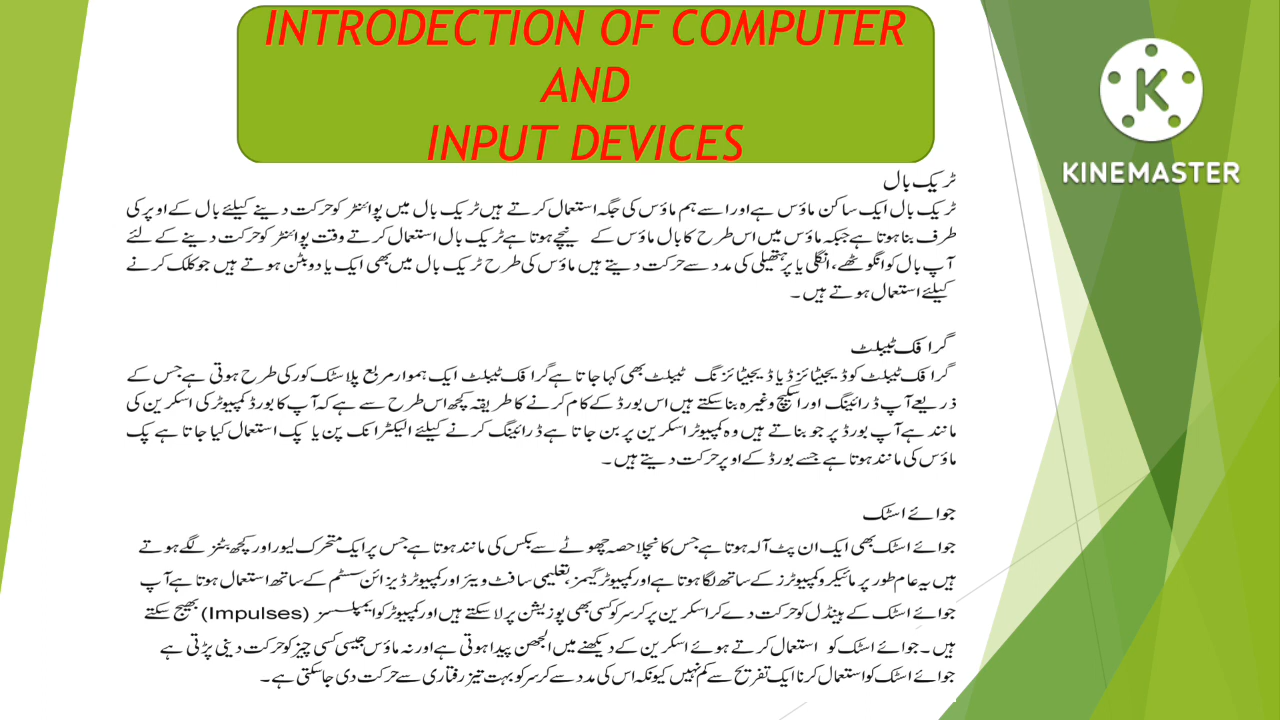 INTRODECTION OF COMPUTER
AND
INPUT DEVICES
K
KINEMASTER
ٹریک بال
ٹریک بال ایک ساکن ماؤس ہے اور اسے ہم ماؤس کی جگہ استعمال کرتے ہیں ٹریک بال میں پوائنٹر کو حرکت دینے کیلئے بال کے اوپر کی
طرف بنا ہوتا ہے جبکہ ماؤس میں اس طرح کا بال ماؤس کے نیچے ہوتا ہے ٹریک بال استعمال کرتے وقت پوائنٹر کو حرکت دینے کے لئے
آپ بال کو انگوٹھے، انگلی یا پر ہتھیلی کی مدد سے حرکت دیتے ہیں ماؤس کی طرح ٹریک بال میں بھی ایک یا دو بٹن ہوتے ہیں جو کلک کرنے
کیلئے استعمال ہوتے ہیں ۔
گرافک ٹیبلٹ
گرافک ٹیبلٹ کو ڈیجیٹائزڈ یا ڈیجیٹائزنگ ٹیبلٹ بھی کہا جاتا ہے گرافک ٹیبلٹ ایک ہموار مربع پلاسٹک کور کی طرح ہوتی ہے جس کے
ذریعے آپ ڈرائینگ اور اسکیچ وغیرہ بنا سکتے ہیں اس بورڈ کے کام کرنے کا طریقہ کچھ اس طرح سے ہے کہ آپ کا بورڈ کمپیوٹر کی اسکرین کی
مانند ہے آپ بورڈ پر جو بناتے ہیں وہ کمپیوٹر اسکرین پر بن جاتا ہے ڈرائینگ کرنے کیلئے الیکٹرانک پن یا پک استعمال کیا جاتا ہے پک
ماؤس کی مانند ہوتا ہے جسے بورڈ کے اوپر حرکت دیتے ہیں ۔
جوائے اسٹک
جوائے اسٹک بھی ایک ان پٹ آلہ ہوتا ہے جس کا نچلا حصہ چھوٹے سے بکس کی مانند ہوتا ہے جس پر ایک متحرک لیور اور کچھ بٹنز لگے ہوتے
ہیں یہ عام طور پر مائیکرو کمپیوٹرز کے ساتھ لگا ہوتا ہے اور کمپیوٹر گیمز، تعلیمی سافٹ ویئر اور کمپیوٹر ڈیزائن سسٹم کے ساتھ استعمال ہوتا ہے آپ
جوائے اسٹک کے ہینڈل کو حرکت دے کر اسکرین پر کرسر کو کسی بھی پوزیشن پر لا سکتے ہیں اور کمپیوٹر کو ایمپلسسز (Impulses) بھیج سکتے
ہیں ۔ جوائے اسٹک کو استعمال کرتے ہوئے اسکرین کے دیکھنے میں الجھن پیدا ہوتی ہے اور نہ ماؤس جیسی کسی چیز کو حرکت دینی پڑتی ہے
جوائے اسٹک کو استعمال کرنا ایک تفریح سے کم نہیں کیونکہ اس کی مدد سے کرسر کو بہت تیز رفتاری سے حرکت دی جا سکتی ہے ۔